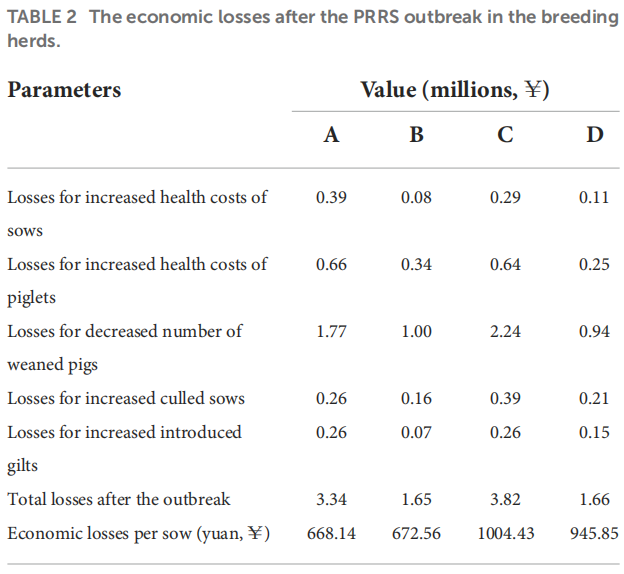 TABLE 2 The economic losses after the PRRS outbreak in the breeding
herds.
Parameters Value (millions, ¥)
A B C D
Losses for increased health costs of 0.39 0.08 0.29 0.11
sows
Losses for increased health costs of 0.66 0.34 0.64 0.25
piglets
Losses for decreased number of 1.77 1.00 2.24 0.94
weaned pigs
Losses for increased culled sows 0.26 0.16 0.39 0.21
Losses for increased introduced 0.26 0.07 0.26 0.15
gilts
Total losses after the outbreak 3.34 1.65 3.82 1.66
Economic losses per sow (yuan, ¥) 668.14 672.56 1004.43 945.85